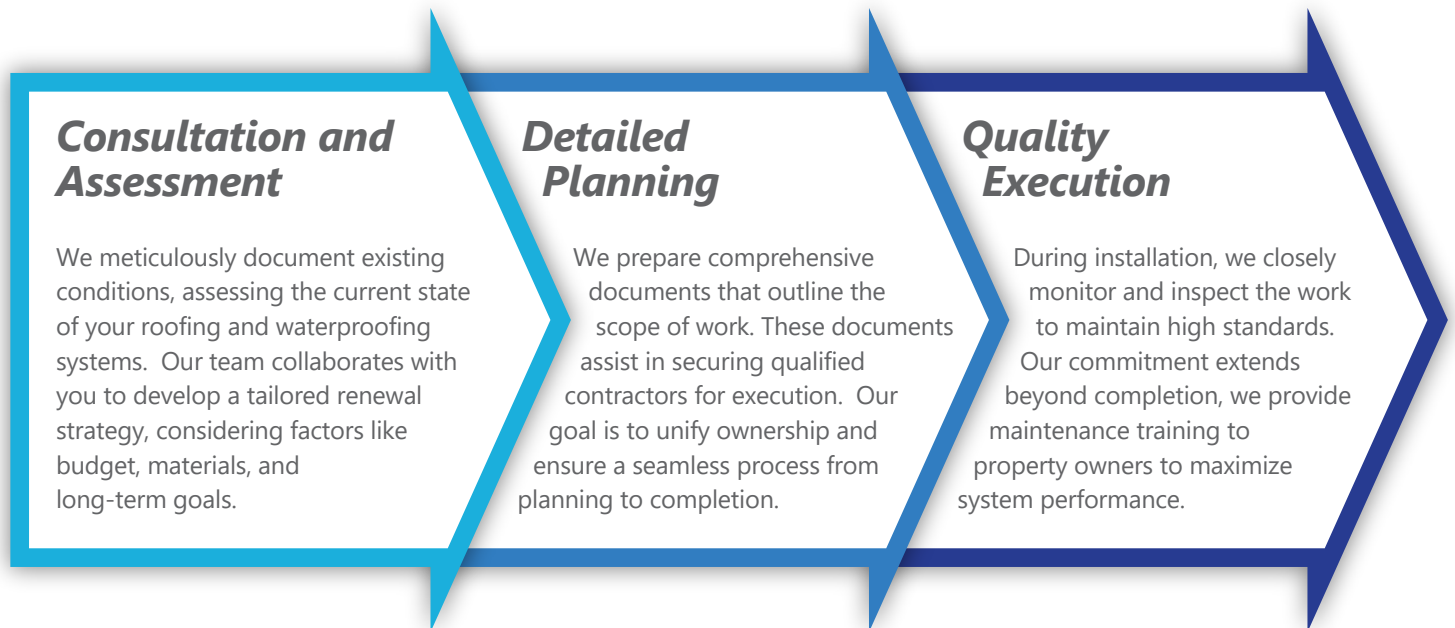 Consultation and
Assessment
We meticulously document existing
conditions, assessing the current state
of your roofing and waterproofing
systems.  Our team collaborates with
you to develop a tailored renewal
strategy, considering factors like
budget, materials, and
long-term goals.
Detailed
Planning
We prepare comprehensive
documents that outline the
scope of work. These documents
assist in securing qualified
contractors for execution.  Our
goal is to unify ownership and
ensure a seamless process from
planning to completion.
Quality
Execution
During installation, we closely
monitor and inspect the work
to maintain high standards.
Our commitment extends
beyond completion, we provide
maintenance training to
property owners to maximize
system performance.